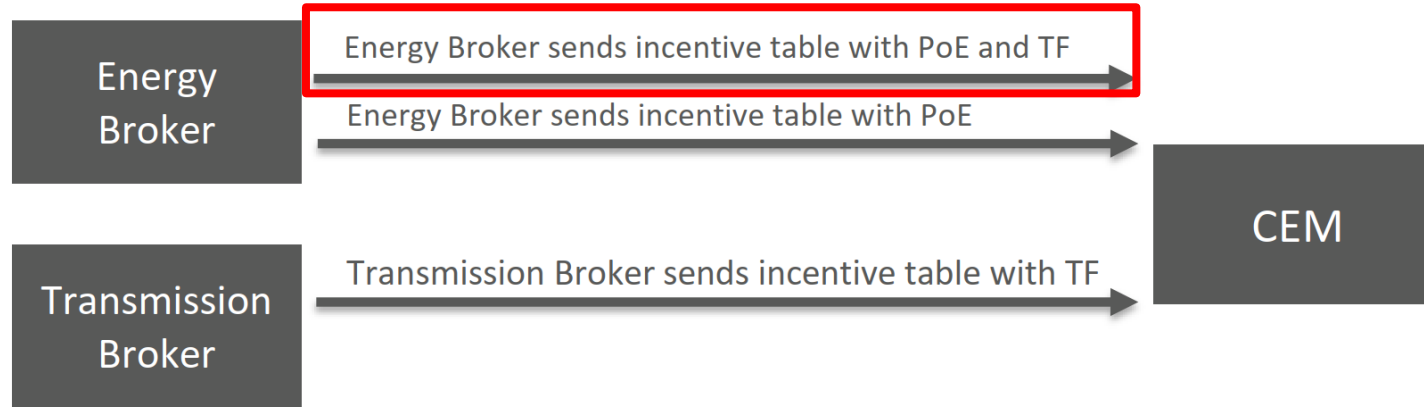 Energy
Broker
Energy Broker sends incentive table with PoE and TF
Energy Broker sends incentive table with PoE
CEM
Transmission
Broker
Transmission Broker sends incentive table with TF